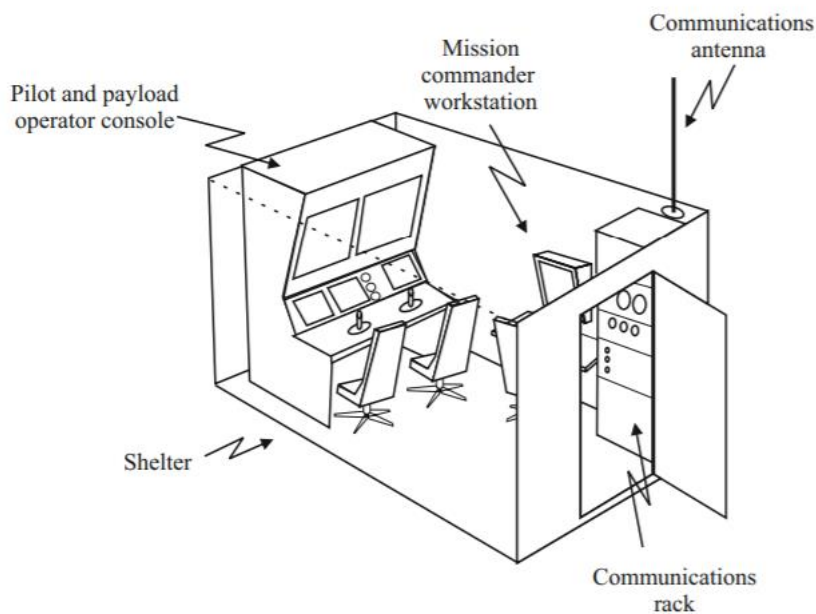 Communications
antenna
Mission
commander
workstation
Pilot and payload
operator console
Shelter
Communications
rack